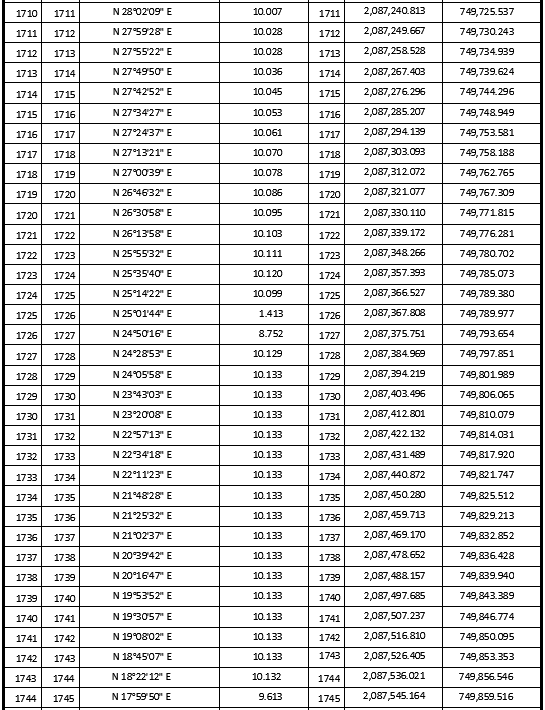 1710 1711 N 28°02'09" E 10.007 1711 2,087,240.813 749,725.537
1711 1712 N 27°59'28" E 10.028 1712 2,087,249.667 749,730.243
1712 1713 N 27°55'22" E 10.028 1713 2,087,258.528 749,734.939
1713 1714 N 27°49'50" E 10.036 1714 2,087,267.403 749,739.624
1714 1715 N 27°42'52" E 10.045 1715 2,087,276.296 749,744.296
1715 1716 N 27°34'27" E 10.053 1716 2,087,285.207 749,748.949
1716 1717 N 27°24'37" E 10.061 1717 2,087,294.139 749,753.581
1717 1718 N 27°13'21" E 10.070 1718 2,087,303.093 749,758.188
1718 1719 N 27°00'39" E 10.078 1719 2,087,312.072 749,762.765
1719 1720 N 26°46'32" E 10.086 1720 2,087,321.077 749,767.309
1720 1721 N 26°30'58" E 10.095 1721 2,087,330.110 749,771.815
1721 1722 N 26°13'58" E 10.103 1722 2,087,339.172 749,776.281
1722 1723 N 25°55'32" E 10.111 1723 2,087,348.266 749,780.702
1723 1724 N 25°35'40" E 10.120 1724 2,087,357.393 749,785.073
1724 1725 N 25°14'22" E 10.099 1725 2,087,366.527 749,789.380
1725 1726 N 25°01'44" E 1.413 1726 2,087,367.808 749,789.977
1726 1727 N 24°50'16" E 8.752 1727 2,087,375.751 749,793.654
1727 1728 N 24°28'53" E 10.129 1728 2,087,384.969 749,797.851
1728 1729 N 24°05'58" E 10.133 1729 2,087,394.219 749,801.989
1729 1730 N 23°43'03" E 10.133 1730 2,087,403.496 749,806.065
1730 1731 N 23°20'08" E 10.133 1731 2,087,412.801 749,810.079
1731 1732 N 22°57'13" E 10.133 1732 2,087,422.132 749,814.031
1732 1733 N 22°34'18" E 10.133 1733 2,087,431.489 749,817.920
1733 1734 N 22°11'23" E 10.133 1734 2,087,440.872 749,821.747
1734 1735 N 21°48'28" E 10.133 1735 2,087,450.280 749,825.512
1735 1736 N 21°25'32" E 10.133 1736 2,087,459.713 749,829.213
1736 1737 N 21°02'37" E 10.133 1737 2,087,469.170 749,832.852
1737 1738 N 20°39'42" E 10.133 1738 2,087,478.652 749,836.428
1738 1739 N 20°16'47" E 10.133 1739 2,087,488.157 749,839.940
1739 1740 N 19°53'52" E 10.133 1740 2,087,497.685 749,843.389
1740 1741 N 19°30'57" E 10.133 1741 2,087,507.237 749,846.774
1741 1742 N 19°08'02" E 10.133 1742 2,087,516.810 749,850.095
1742 1743 N 18°45'07" E 10.133 1743 2,087,526.405 749,853.353
1743 1744 N 18°22'12" E 10.132 1744 2,087,536.021 749,856.546
1744 1745 N 17°59'50" E 9.613 1745 2,087,545.164 749,859.516